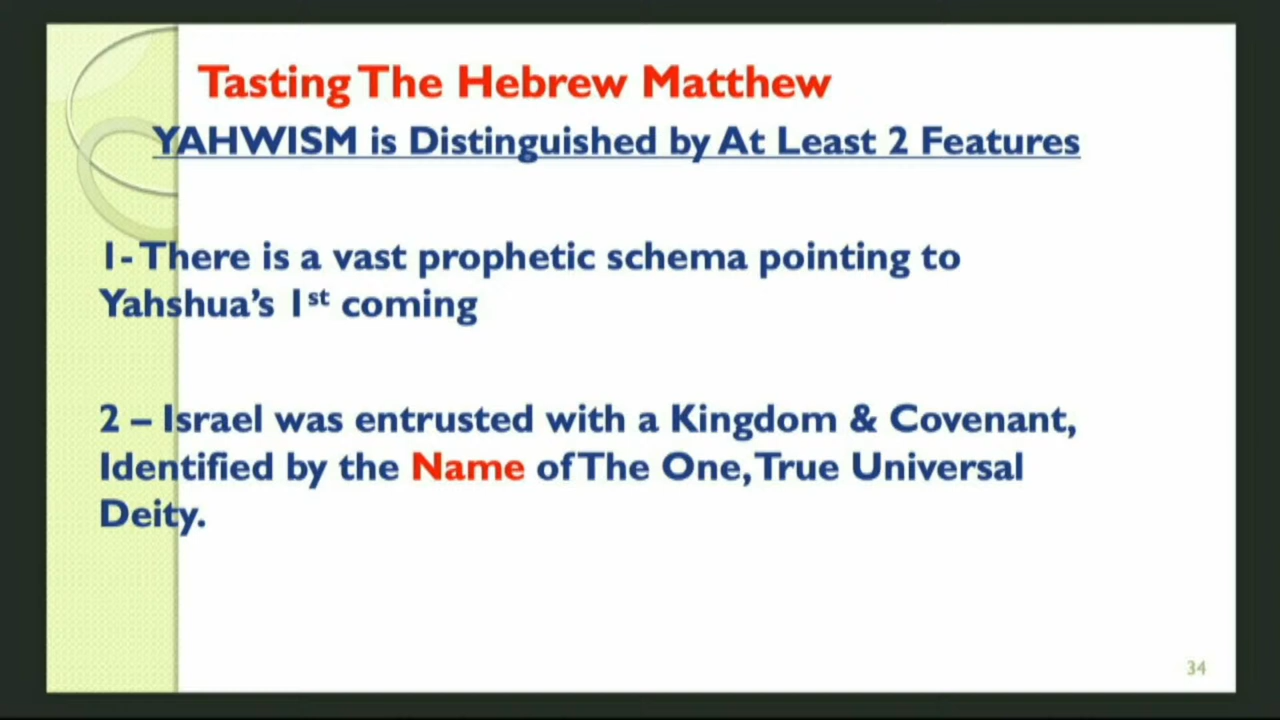 Tasting The Hebrew Matthew
YAHWISM is Distinguished by At Least 2 Features
1- There is a vast prophetic schema pointing to
Yahshua's 1st coming
2 – Israel was entrusted with a Kingdom & Covenant,
Identified by the Name of The One, True Universal
Deity.
34